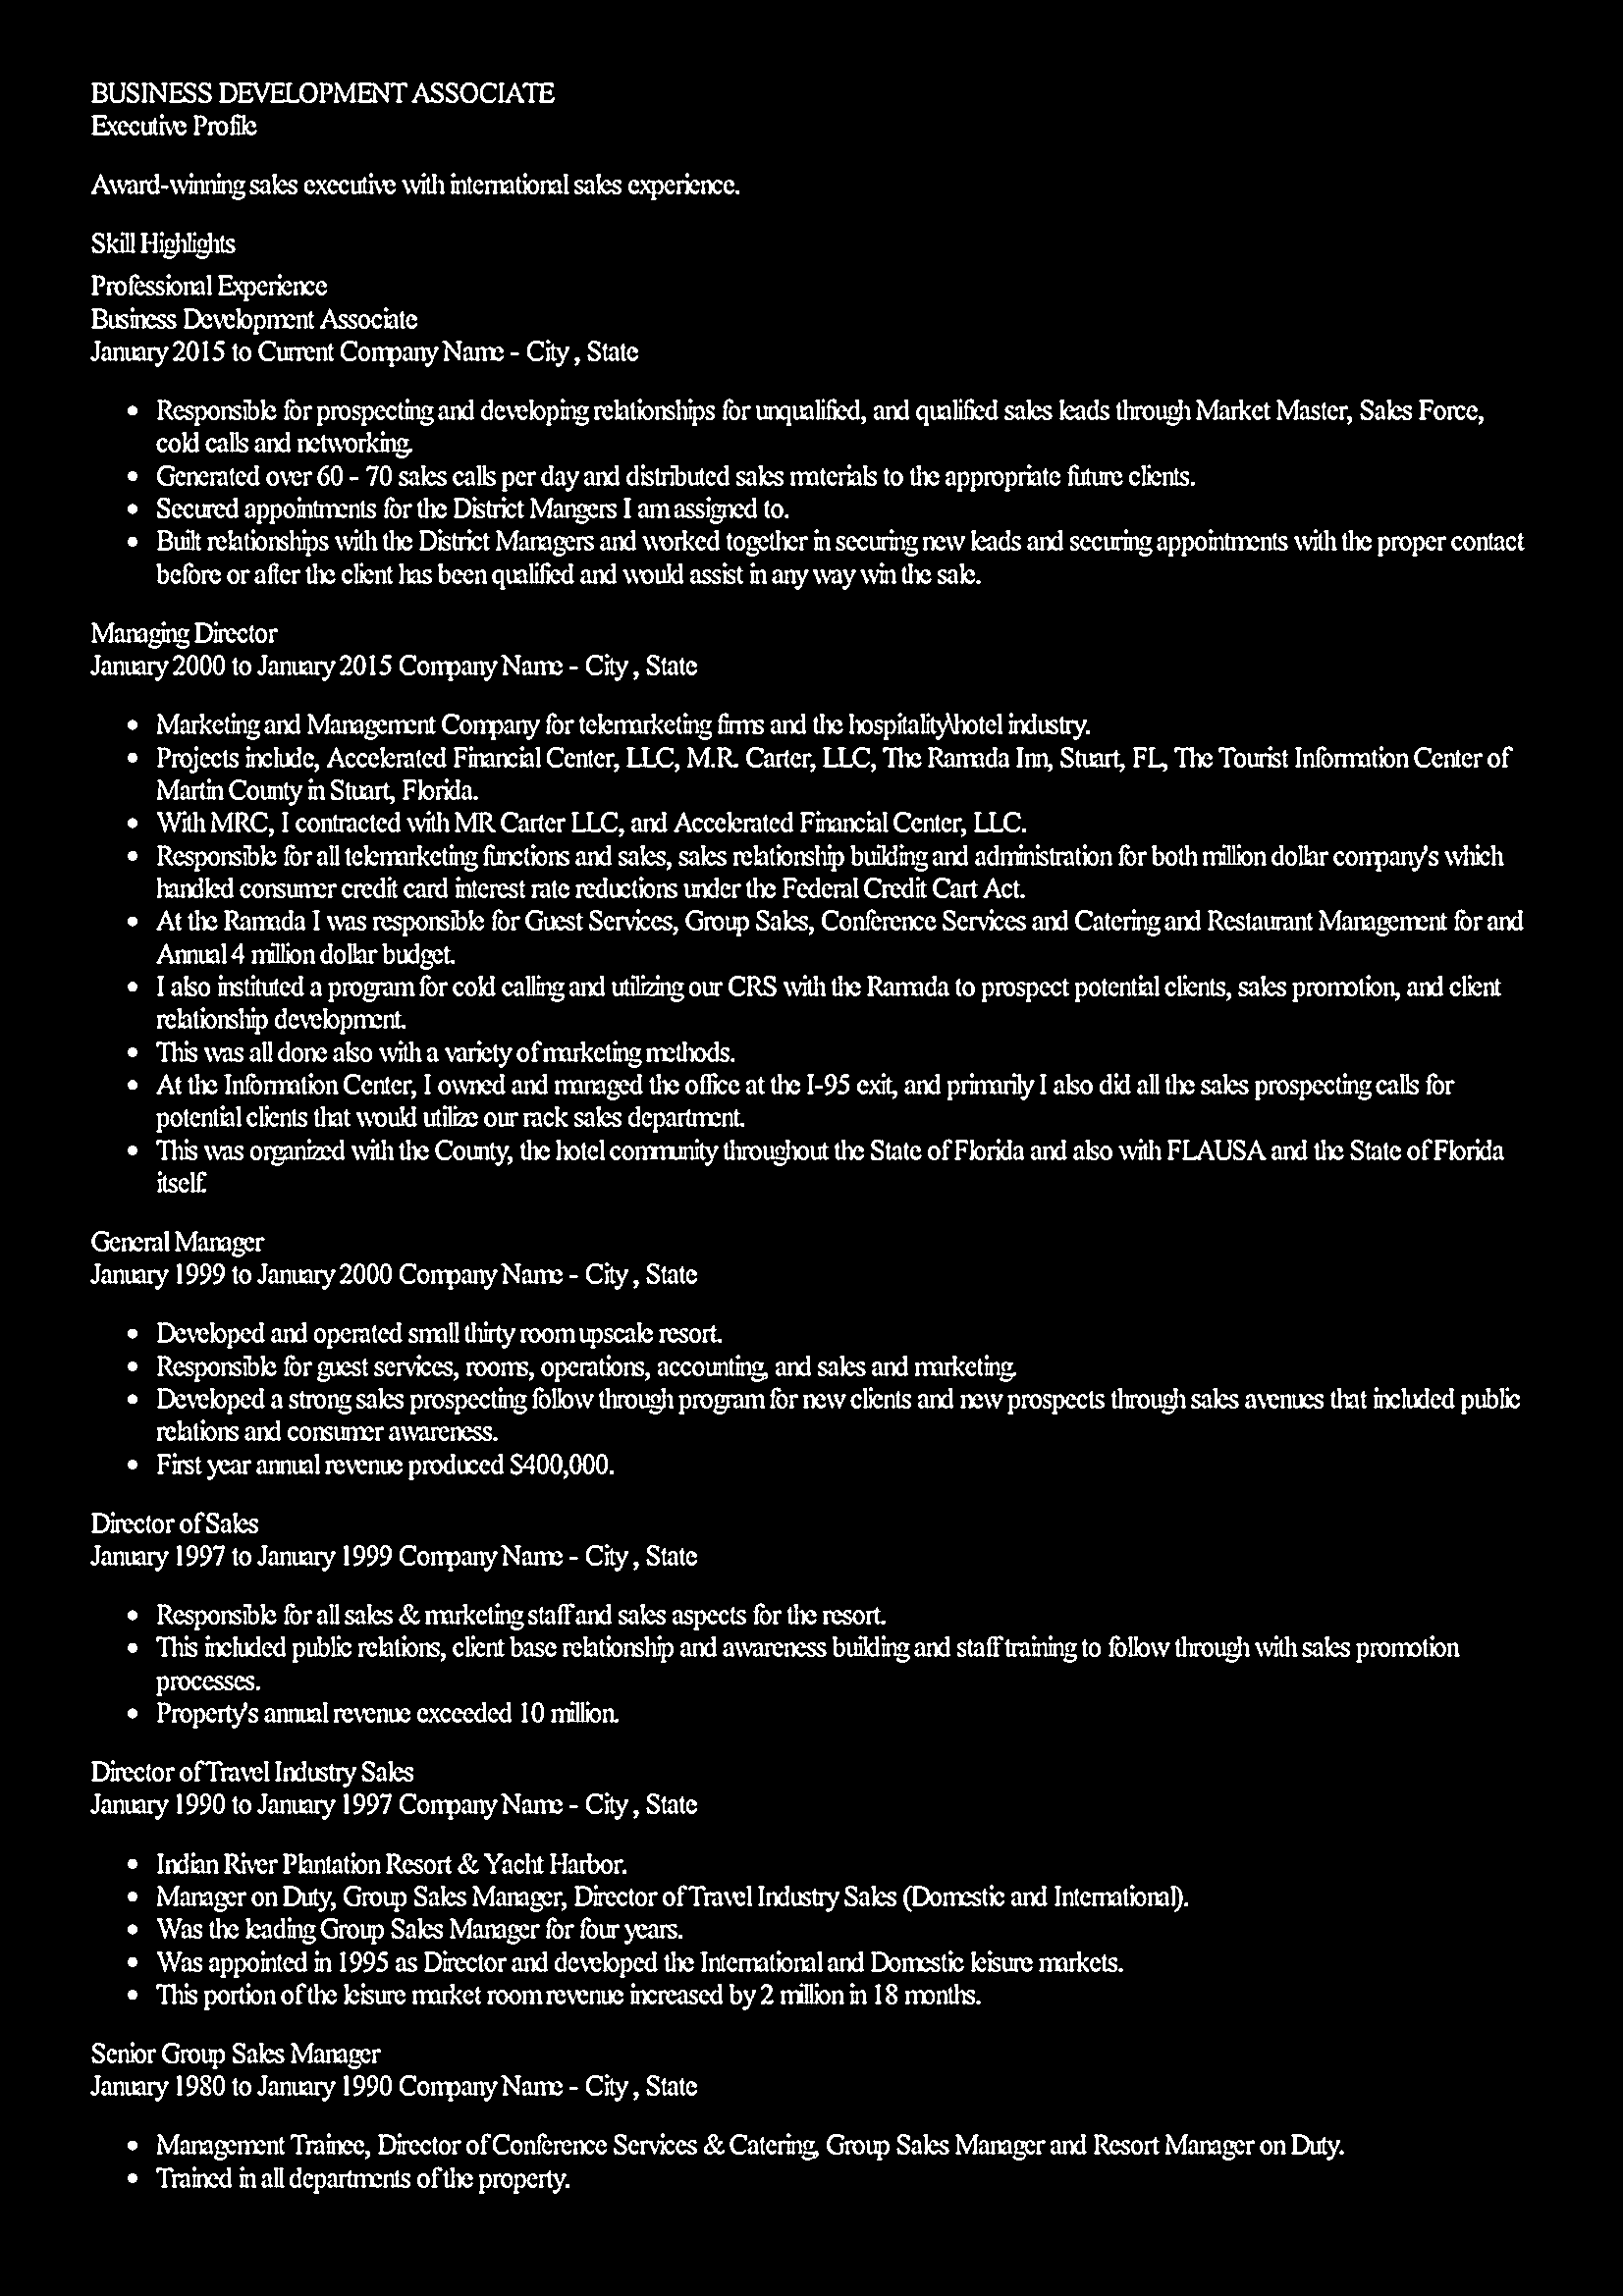 BUSINESS DEVELOPMENT ASSOCIATE
Executive Profile
Award-winning sales executive with international sales experience.
Skill Highlights
Professional Experience
Business Development Associate
January 2015 to Current Company Name - City , State
• Responsible for prospecting and developing relationships for unqualified, and qualified sales leads through Market Master, Sales Force,
cold calls and networking.
• Generated over 60 - 70 sales calls per day and distributed sales materials to the appropriate future clients.
• Secured appointments for the District Mangers I am assigned to.
• Built relationships with the District Managers and worked together in securing new leads and securing appointments with the proper contact
before or after the client has been qualified and would assist in any way win the sale.
Managing Director
January 2000 to January 2015 Company Name - City , State
• Marketing and Management Company for telemarketing firms and the hospitality\hotel industry.
• Projects include, Accelerated Financial Center, LLC, M.R. Carter, LLC, The Ramada Inn, Stuart, FL, The Tourist Information Center of
Martin County in Stuart, Florida.
• With MRC, I contracted with MR Carter LLC, and Accelerated Financial Center, LLC.
• Responsible for all telemarketing functions and sales, sales relationship building and administration for both million dollar company's which
handled consumer credit card interest rate reductions under the Federal Credit Cart Act.
• At the Ramada I was responsible for Guest Services, Group Sales, Conference Services and Catering and Restaurant Management for and
Annual 4 million dollar budget.
• I also instituted a program for cold calling and utilizing our CRS with the Ramada to prospect potential clients, sales promotion, and client
relationship development.
• This was all done also with a variety of marketing methods.
• At the Information Center, I owned and managed the office at the I-95 exit, and primarily I also did all the sales prospecting calls for
potential clients that would utilize our rack sales department.
• This was organized with the County, the hotel community throughout the State of Florida and also with FLAUSA and the State of Florida
itself.
General Manager
January 1999 to January 2000 Company Name - City , State
• Developed and operated small thirty room upscale resort.
• Responsible for guest services, rooms, operations, accounting, and sales and marketing.
• Developed a strong sales prospecting follow through program for new clients and new prospects through sales avenues that included public
relations and consumer awareness.
• First year annual revenue produced $400,000.
Director of Sales
January 1997 to January 1999 Company Name - City , State
• Responsible for all sales & marketing staff and sales aspects for the resort.
• This included public relations, client base relationship and awareness building and staff training to follow through with sales promotion
processes.
• Property's annual revenue exceeded 10 million.
Director of Travel Industry Sales
January 1990 to January 1997 Company Name - City , State
• Indian River Plantation Resort & Yacht Harbor.
• Manager on Duty, Group Sales Manager, Director of Travel Industry Sales (Domestic and International).
• Was the leading Group Sales Manager for four years.
• Was appointed in 1995 as Director and developed the International and Domestic leisure markets.
• This portion of the leisure market room revenue increased by 2 million in 18 months.
Senior Group Sales Manager
January 1980 to January 1990 Company Name - City , State
• Management Trainee, Director of Conference Services & Catering, Group Sales Manager and Resort Manager on Duty.
• Trained in all departments of the property.